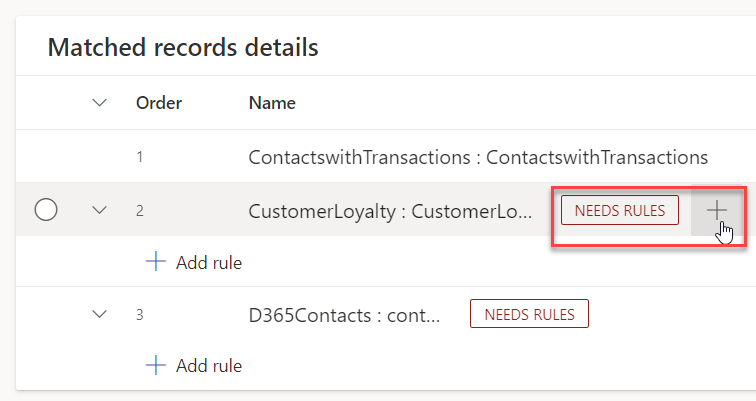 Matched records details
Order Name
1 ContactswithTransactions : ContactswithTransactions
2 CustomerLoyalty : CustomerLo... NEEDS RULES
Add rule
3 D365Contacts : cont... NEEDS RULES
Add rule